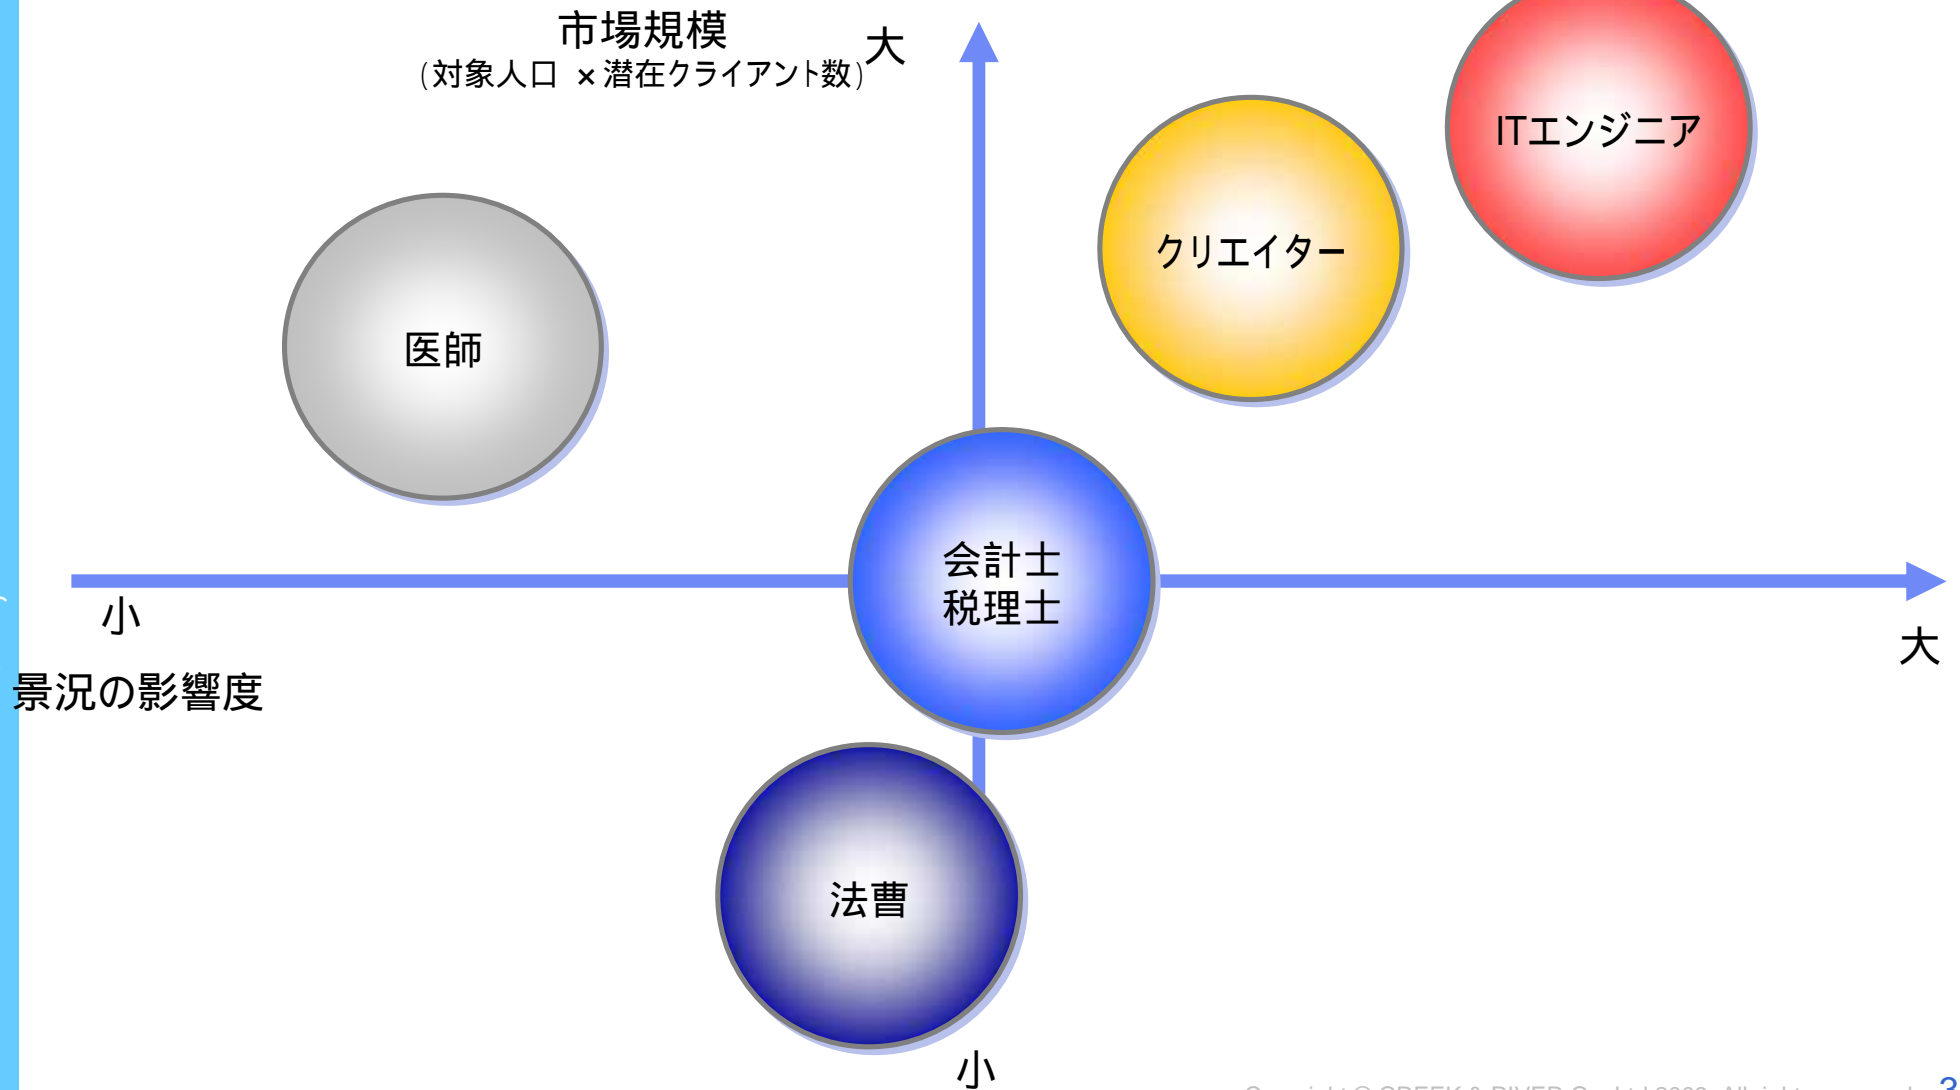 市場規模
大
(対象人口 ×潜在クライアント数)
ITエンジニア
クリエイター
医師
会計士
税理士
小
大
景況の影響度
法曹
小